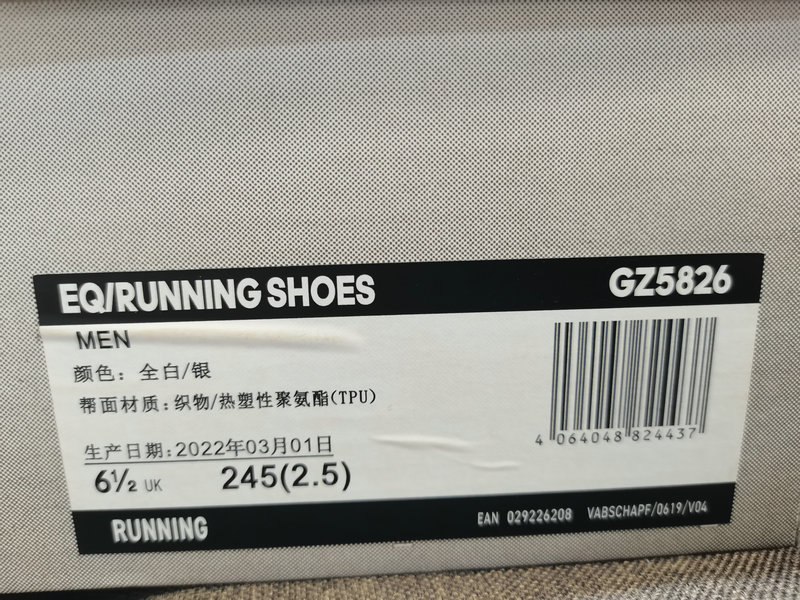 EQ/RUNNING SHOES GZ5826
MEN
颜色：全白/银
帮面材质：织物/热塑性聚氨酯(TPU)
生产日期:2022年03月01日
6½ UK 245(2.5)
4 064048 824437
RUNNING
EAN 029226208 VABSCHAPF/0619/V04